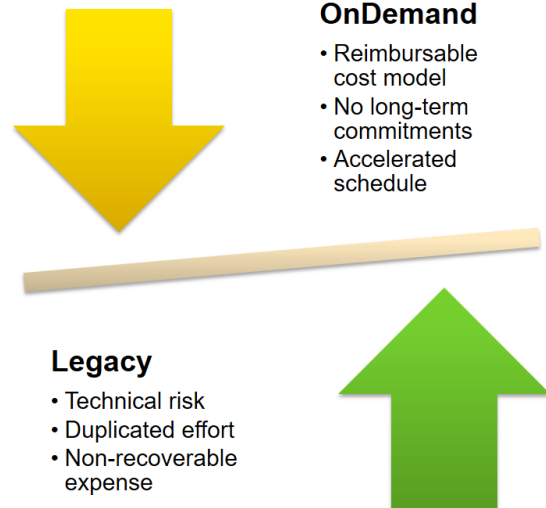 OnDemand
• Reimbursable
cost model
• No long-term
commitments
• Accelerated
schedule
Legacy
• Technical risk
• Duplicated effort
• Non-recoverable
expense